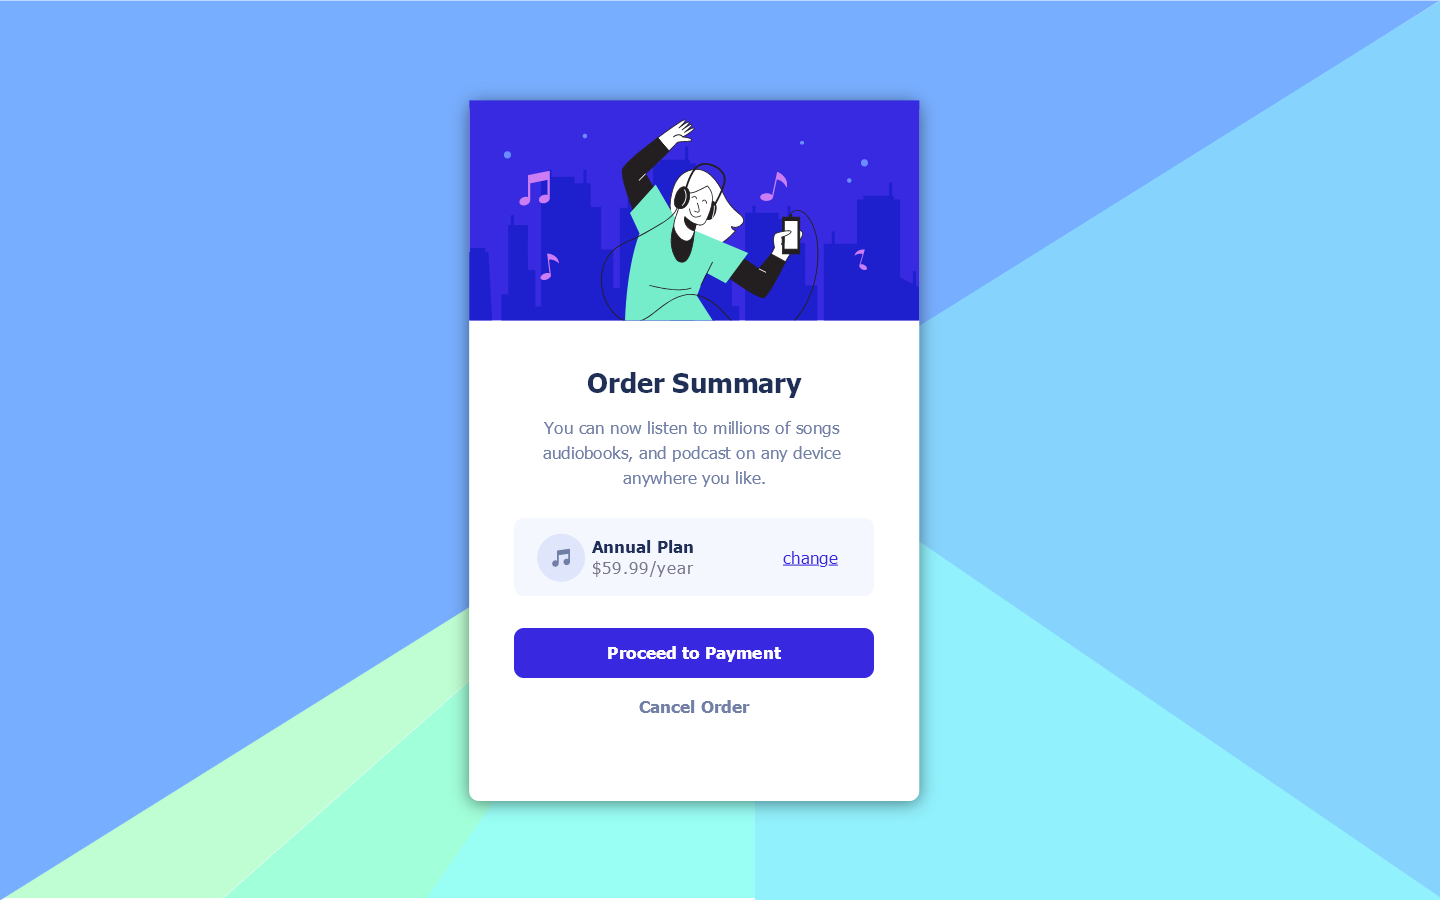 Order Summary
You can now listen to millions of songs
audiobooks, and podcast on any device
anywhere you like.
Annual Plan
$59.99/year
change
Proceed to Payment
Cancel Order